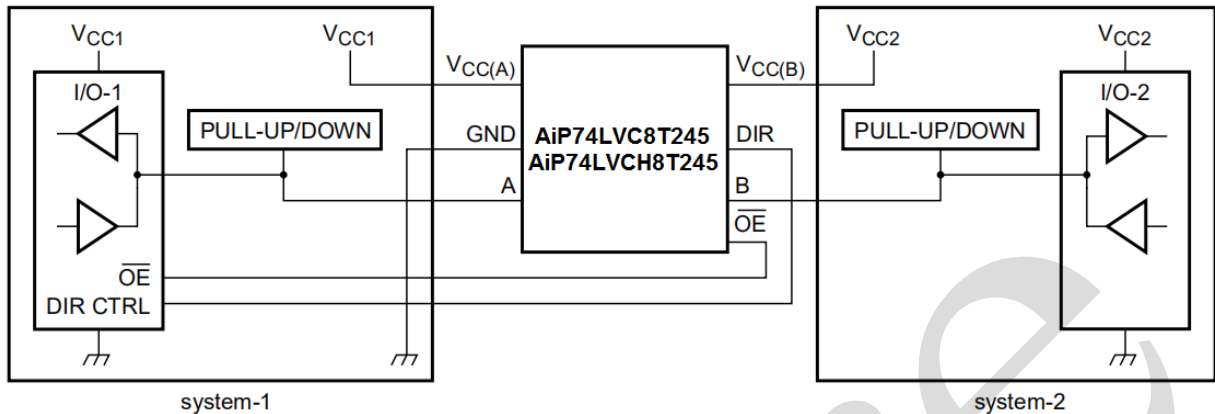 VCC1
VCC1
I/O-1
PULL-UP/DOWN
OE
DIR CTRL
system-1
VCC(A)
GND
A
AiP74LVC8T245
AiP74LVCH8T245
VCC(B)
DIR
B
OE
VCC2
VCC2
PULL-UP/DOWN
I/O-2
system-2